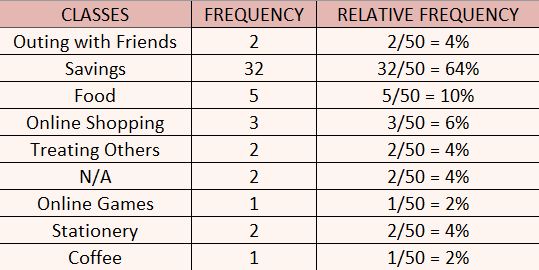 CLASSES FREQUENCY RELATIVE FREQUENCY
Outing with Friends 2 2/50 = 4%
Savings 32 32/50 = 64%
Food 5 5/50 = 10%
Online Shopping 3 3/50 = 6%
Treating Others 2 2/50 = 4%
N/A 2 2/50 = 4%
Online Games 1 1/50 = 2%
Stationery 2 2/50 = 4%
Coffee 1 1/50 = 2%